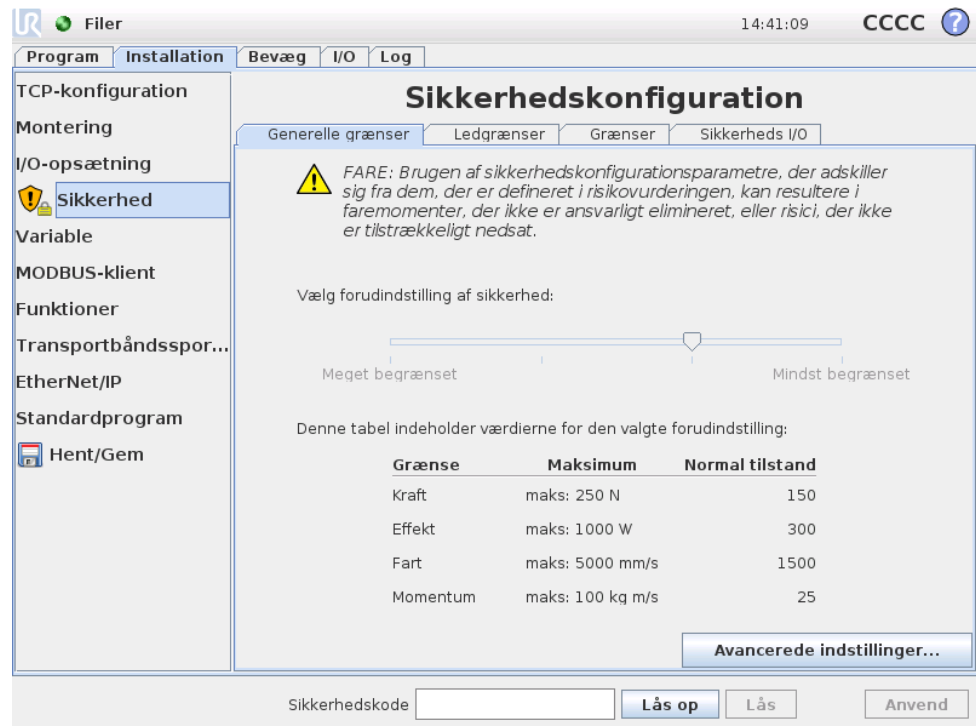 UR Filer 14:41:09 CCCC ?
Program Installation Bevæg I/O Log
TCP-konfiguration
Montering
I/O-opsætning
Sikkerhed
Variable
MODBUS-klient
Funktioner
Transportbåndsspor...
EtherNet/IP
Standardprogram
Hent/Gem
Sikkerhedskonfiguration
Generelle grænser Ledgrænser Grænser Sikkerheds I/O
FARE: Brugen af sikkerhedskonfigurationsparametre, der adskiller
sig fra dem, der er defineret i risikovurderingen, kan resultere i
faremomenter, der ikke er ansvarligt elimineret, eller risici, der ikke
er tilstrækkeligt nedsat.
Vælg forudindstilling af sikkerhed:
Meget begrænset Mindst begrænset
Denne tabel indeholder værdierne for den valgte forudindstilling:
Grænse Maksimum Normal tilstand
Kraft maks: 250 N 150
Effekt maks: 1000 W 300
Fart maks: 5000 mm/s 1500
Momentum maks: 100 kg m/s 25
Avancerede indstillinger...
Sikkerhedskode Lås op Lås Anvend